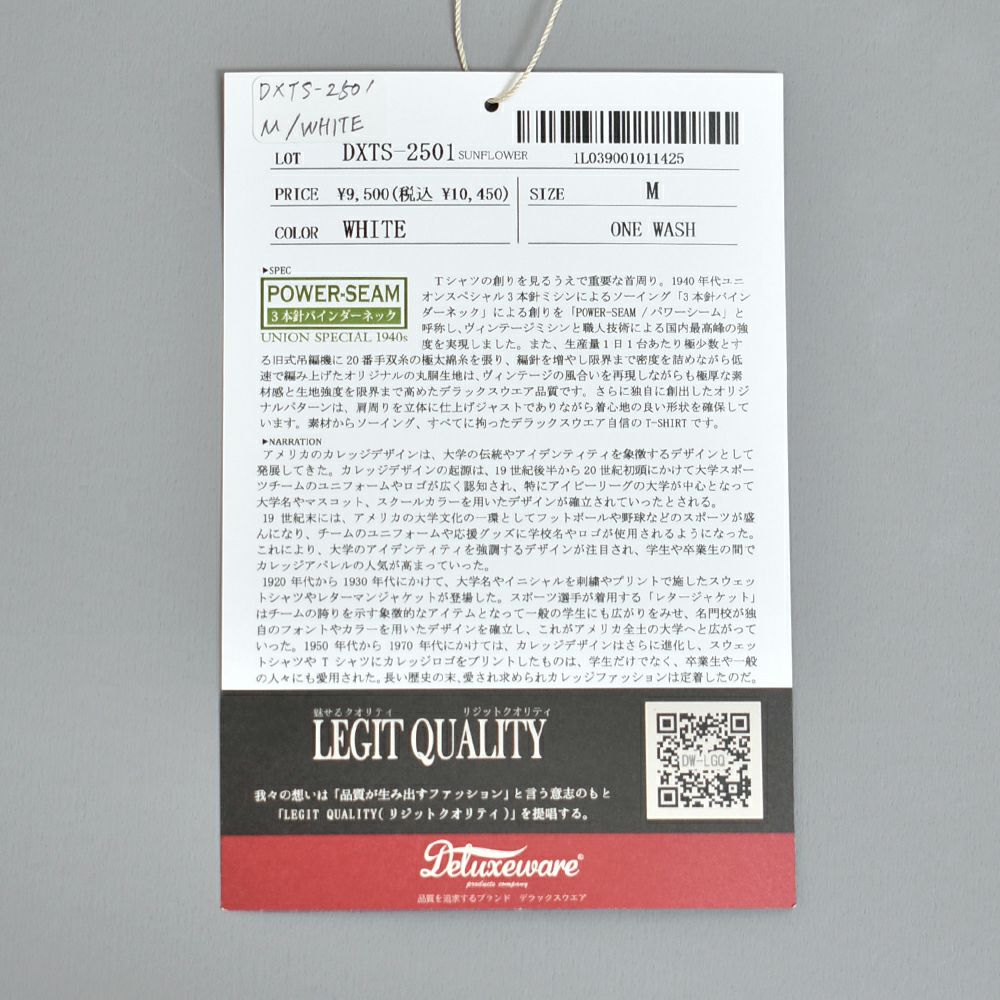 DXTS-2501
M/WHITE
LOT DXTS-2501 SUNFLOWER 1L039001011425
PRICE ¥9,500(税込 ¥10,450) SIZE M
COLOR WHITE ONE WASH
▶SPEC
POWER-SEAM
3本針バインダーネック
UNION SPECIAL 1940s
Tシャツの創りを見るうえで重要な首周り。1940年代ユニ
オンスペシャル3本針ミシンによるソーイング「3本針バイン
ダーネック」による創りを「POWER-SEAM / パワーシーム」と
呼称し、ヴィンテージミシンと職人技術による国内最高峰の強
度を実現しました。また、生産量1日1台あたり極少数とす
る旧式吊編機に20番手双糸の極太綿糸を張り、編針を増やし限界まで密度を詰めながら低
速で編み上げたオリジナルの丸胴生地は、ヴィンテージの風合いを再現しながらも極厚な素
材感と生地強度を限界まで高めたデラックスウエア品質です。さらに独自に創出したオリジ
ナルパターンは、肩周りを立体に仕上げジャストでありながら着心地の良い形状を確保して
います。素材からソーイング、すべてに拘ったデラックスウエア自信のT-SHIRTです。
▶NARRATION
アメリカのカレッジデザインは、大学の伝統やアイデンティティを象徴するデザインとして
発展してきた。カレッジデザインの起源は、19世紀後半から20世紀初頭にかけて大学スポー
ツチームのユニフォームやロゴが広く認知され、特にアイビーリーグの大学が中心となって
大学名やマスコット、スクールカラーを用いたデザインが確立されていったとされる。
19世紀末には、アメリカの大学文化の一環としてフットボールや野球などのスポーツが盛
んになり、チームのユニフォームや応援グッズに学校名やロゴが使用されるようになった。
これにより、大学のアイデンティティを強調するデザインが注目され、学生や卒業生の間で
カレッジアパレルの人気が高まっていった。
1920年代から1930年代にかけて、大学名やイニシャルを刺繍やプリントで施したスウェッ
トシャツやレターマンジャケットが登場した。スポーツ選手が着用する「レタージャケット」
はチームの誇りを示す象徴的なアイテムとなって一般の学生にも広がりをみせ、名門校が独
自のフォントやカラーを用いたデザインを確立し、これがアメリカ全土の大学へと広がって
いった。1950年代から1970年代にかけては、カレッジデザインはさらに進化し、スウェッ
トシャツやTシャツにカレッジロゴをプリントしたものは、学生だけでなく、卒業生や一般
の人々にも愛用された。長い歴史の末、愛され求められカレッジファッションは定着したのだ。
魅せるクオリティ リジットクオリティ
LEGIT QUALITY
DW-LGQ
我々の想いは「品質が生み出すファッション」と言う意志のもと
「LEGIT QUALITY(リジットクオリティ)」を提唱する。
Deluxeware®
products company
品質を追求するブランド デラックスウエア